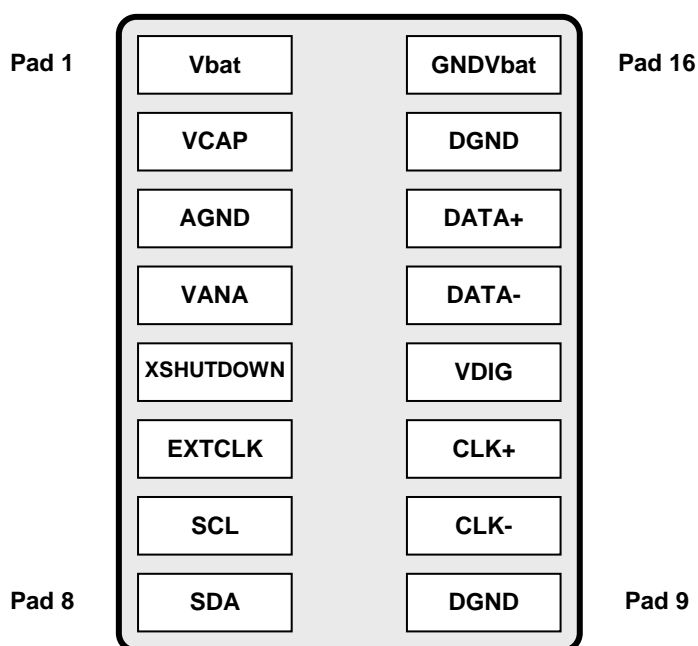 Pad 1 Vbat GNDVbat Pad 16
VCAP DGND
AGND DATA+
VANA DATA-
XSHUTDOWN VDIG
EXTCLK CLK+
SCL CLK-
Pad 8 SDA DGND Pad 9